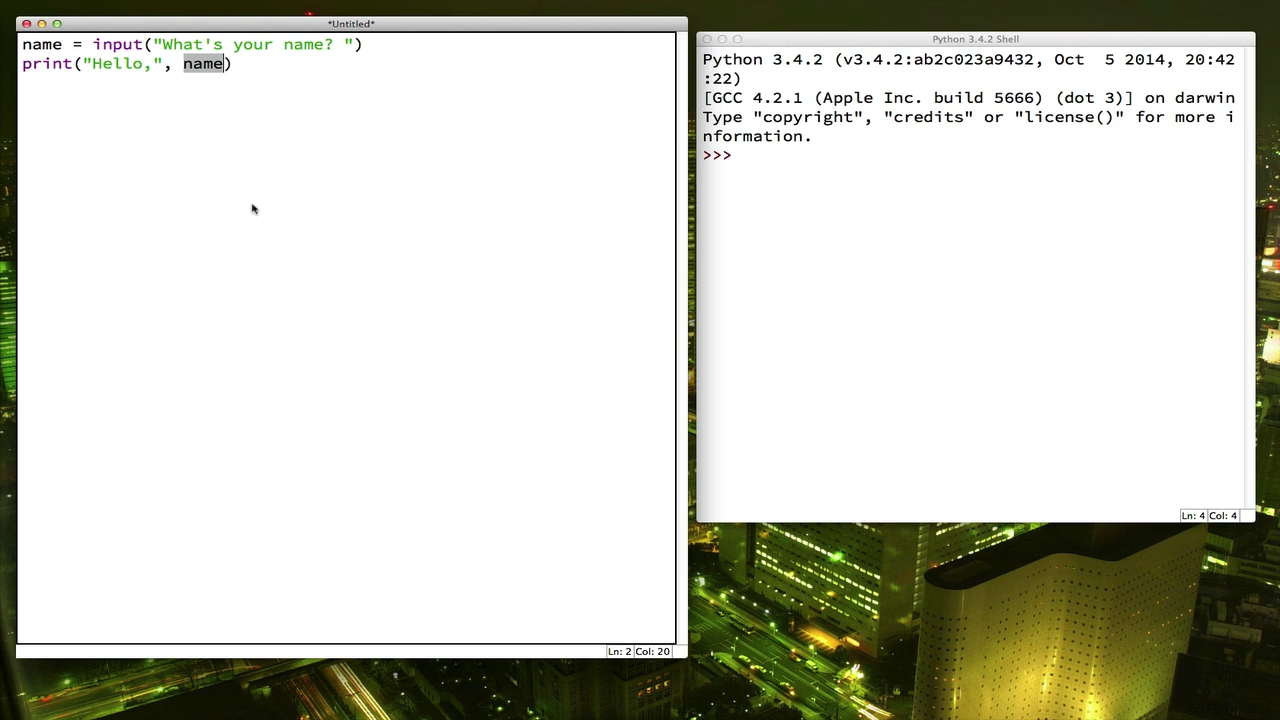 *Untitled*
name = input("What's your name? ")
print("Hello,", name)
Ln: 2 Col: 20
Python 3.4.2 Shell
Python 3.4.2 (v3.4.2:ab2c023a9432, Oct  5 2014, 20:42
:22)
[GCC 4.2.1 (Apple Inc. build 5666) (dot 3)] on darwin
Type "copyright", "credits" or "license()" for more i
nformation.
>>>
Ln: 4 Col: 4